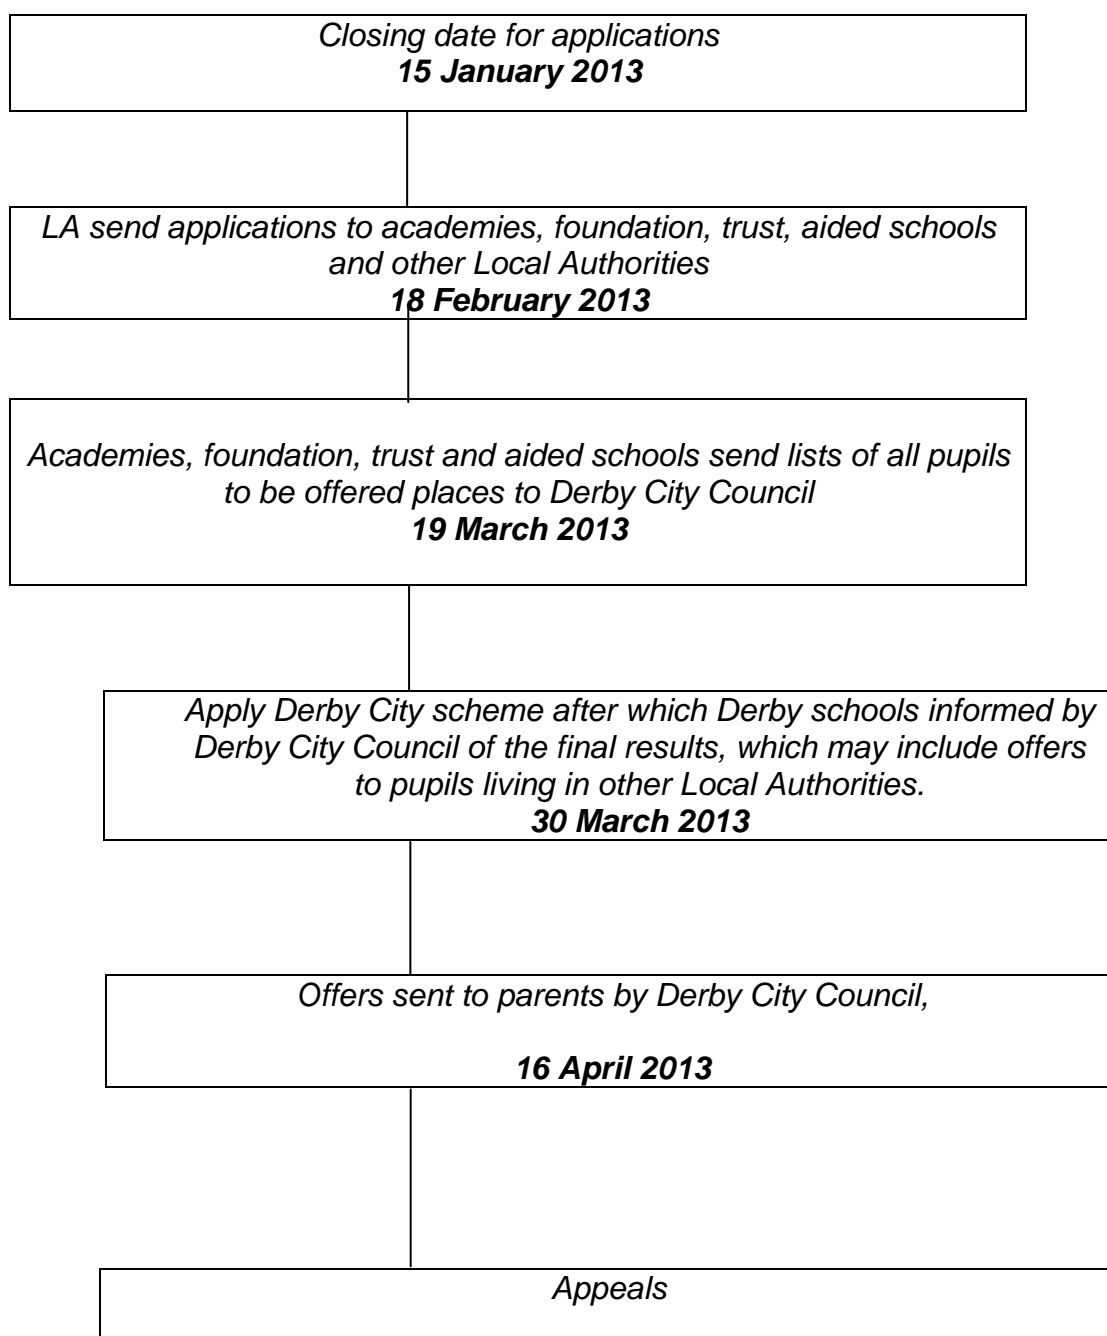 Closing date for applications
15 January 2013
LA send applications to academies, foundation, trust, aided schools
and other Local Authorities
18 February 2013
Academies, foundation, trust and aided schools send lists of all pupils
to be offered places to Derby City Council
19 March 2013
Apply Derby City scheme after which Derby schools informed by
Derby City Council of the final results, which may include offers
to pupils living in other Local Authorities.
30 March 2013
Offers sent to parents by Derby City Council,
16 April 2013
Appeals